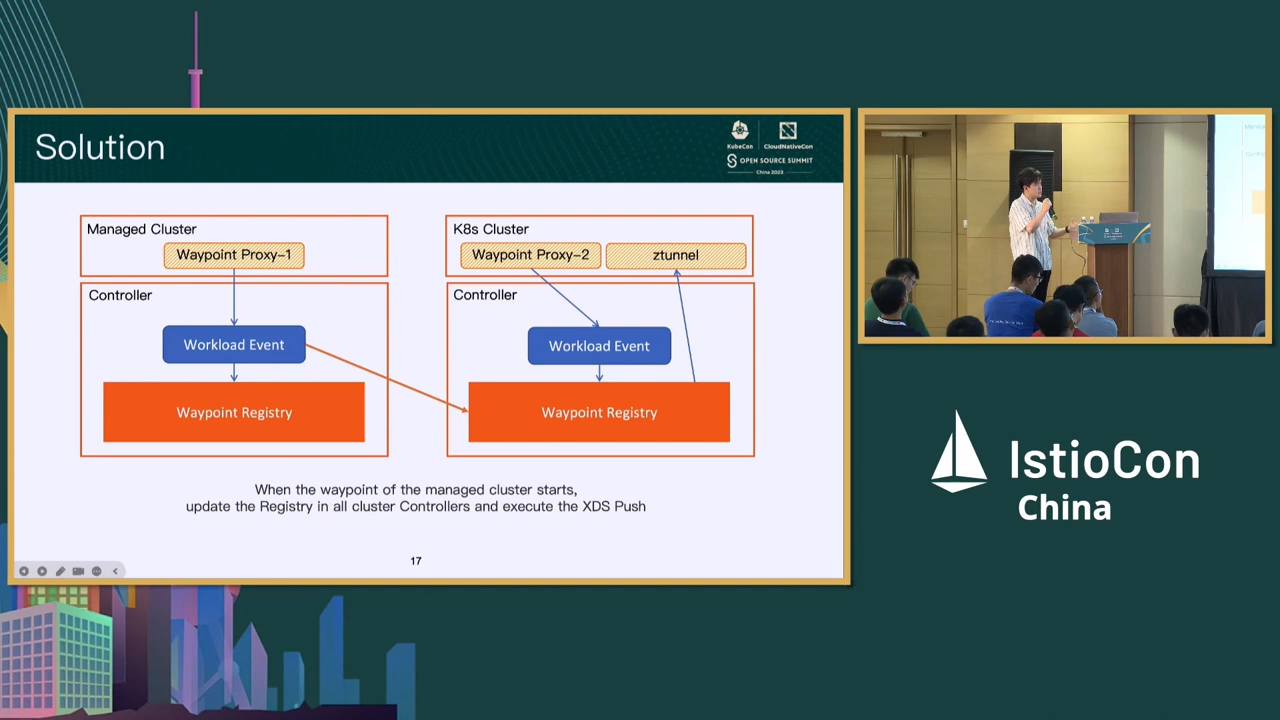 Solution
KubeCon
CloudNativeCon
OPEN SOURCE SUMMIT
China 2023
Managed Cluster
Waypoint Proxy-1
Controller
Workload Event
Waypoint Registry
K8s Cluster
Waypoint Proxy-2
ztunnel
Controller
Workload Event
Waypoint Registry
When the waypoint of the managed cluster starts,
update the Registry in all cluster Controllers and execute the XDS Push
17
IstioCon
China